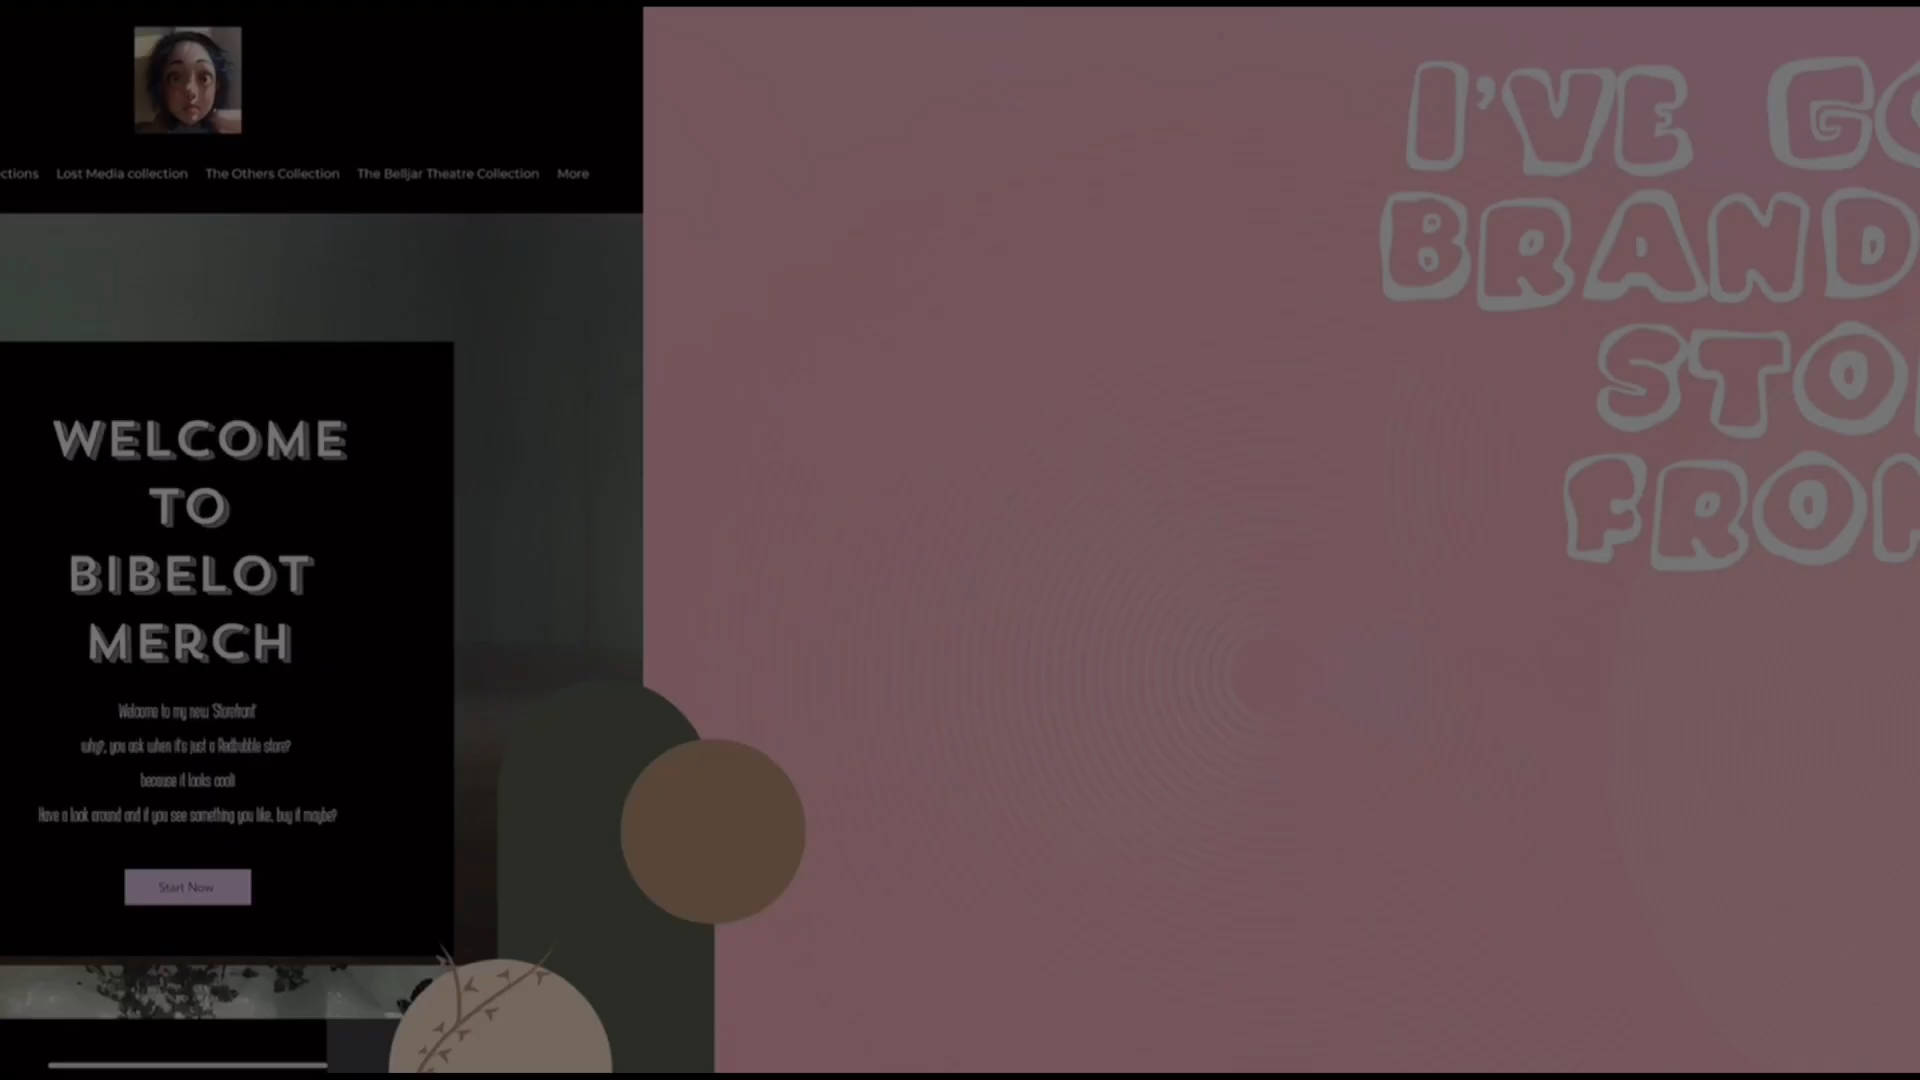 ctions Lost Media collection The Others Collection The Belljar Theatre Collection More
WELCOME
TO
BIBELOT
MERCH
Welcome to my new 'Storefront'
why?, you ask when it's just a Redbubble store?
because it looks cool!
Have a look around and if you see something you like, buy it maybe?
Start Now
I'VE GO
BRAND
STO
FRO